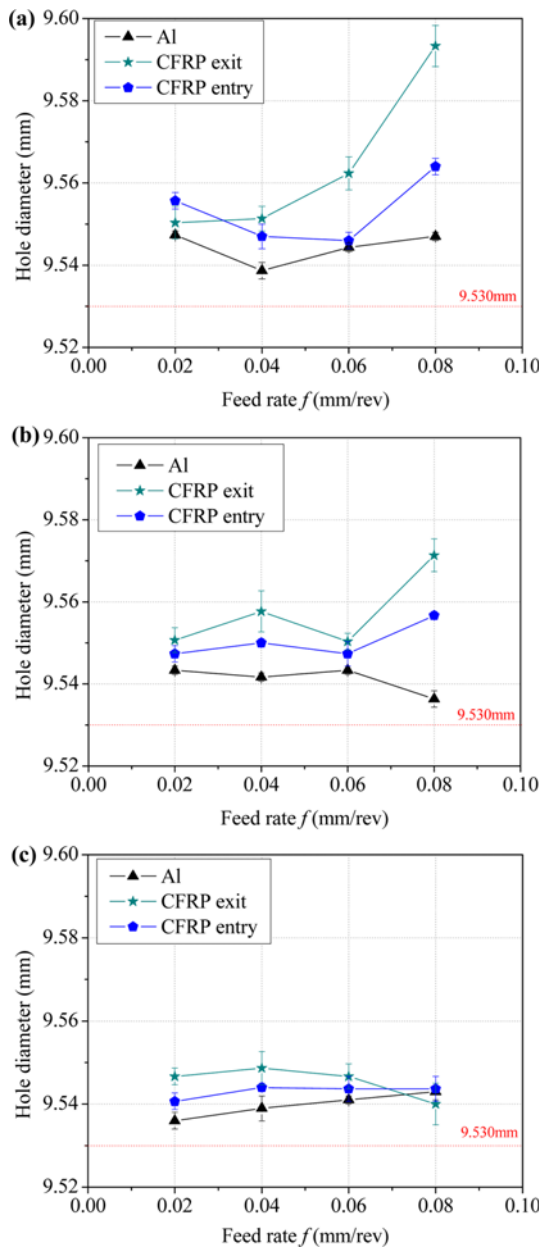 (a)
Al
CFRP exit
CFRP entry
Hole diameter (mm)
9.60
9.58
9.56
9.54
9.52
9.530mm
0.00 0.02 0.04 0.06 0.08 0.10
Feed rate f (mm/rev)
(b)
Al
CFRP exit
CFRP entry
Hole diameter (mm)
9.60
9.58
9.56
9.54
9.52
9.530mm
0.00 0.02 0.04 0.06 0.08 0.10
Feed rate f (mm/rev)
(c)
Al
CFRP exit
CFRP entry
Hole diameter (mm)
9.60
9.58
9.56
9.54
9.52
9.530mm
0.00 0.02 0.04 0.06 0.08 0.10
Feed rate f (mm/rev)